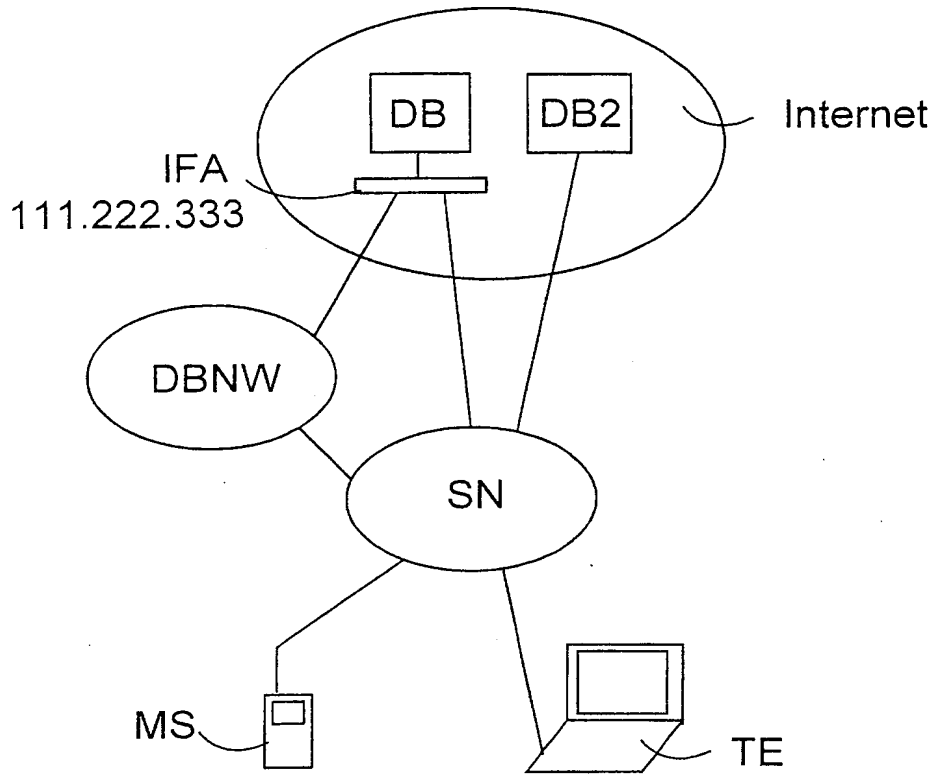 DB
DB2
Internet
IFA
111.222.333
DBNW
SN
MS
TE